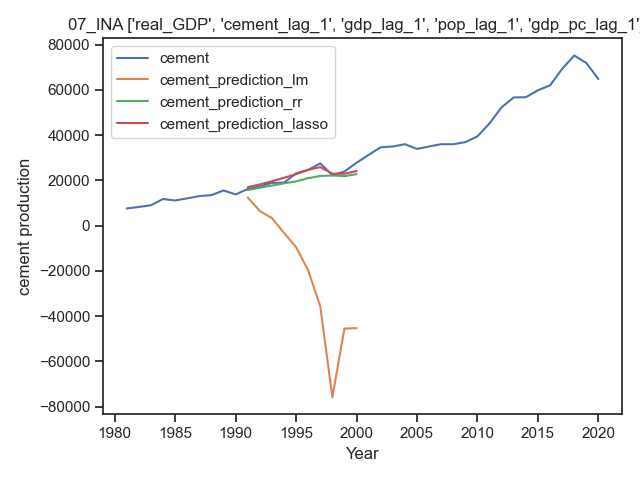 07_INA ['real_GDP', 'cement_lag_1', 'gdp_lag_1', 'pop_lag_1', 'gdp_pc_lag_1'
cement
cement_prediction_lm
cement_prediction_rr
cement_prediction_lasso
80000
60000
40000
20000
0
−20000
−40000
−60000
−80000
cement production
1980 1985 1990 1995 2000 2005 2010 2015 2020
Year